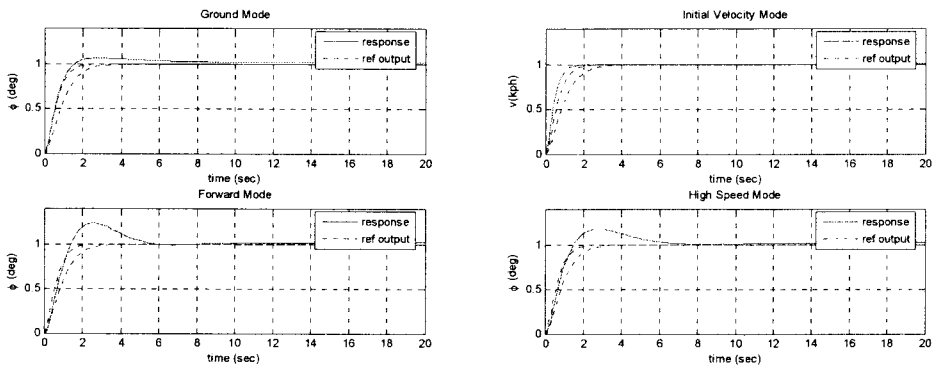 Ground Mode
response
ref output
ϕ (deg)
1
0.5
0
0 2 4 6 8 10 12 14 16 18 20
time (sec)
Initial Velocity Mode
response
ref output
v(kph)
1
0.5
0
0 2 4 6 8 10 12 14 16 18 20
time (sec)
Forward Mode
response
ref output
ϕ (deg)
1
0.5
0
0 2 4 6 8 10 12 14 16 18 20
time (sec)
High Speed Mode
response
ref output
ϕ (deg)
1
0.5
0
0 2 4 6 8 10 12 14 16 18 20
time (sec)